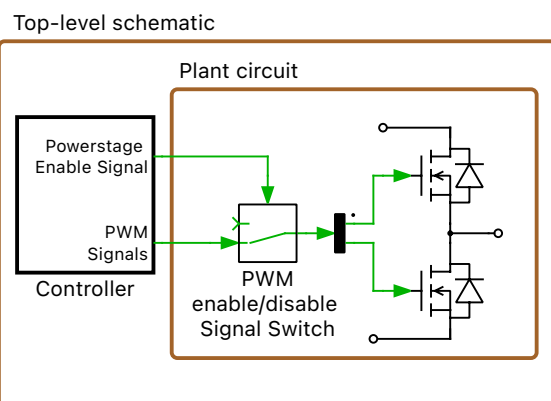 Top-level schematic
Plant circuit
Powerstage
Enable Signal
PWM
Signals
Controller
PWM
enable/disable
Signal Switch